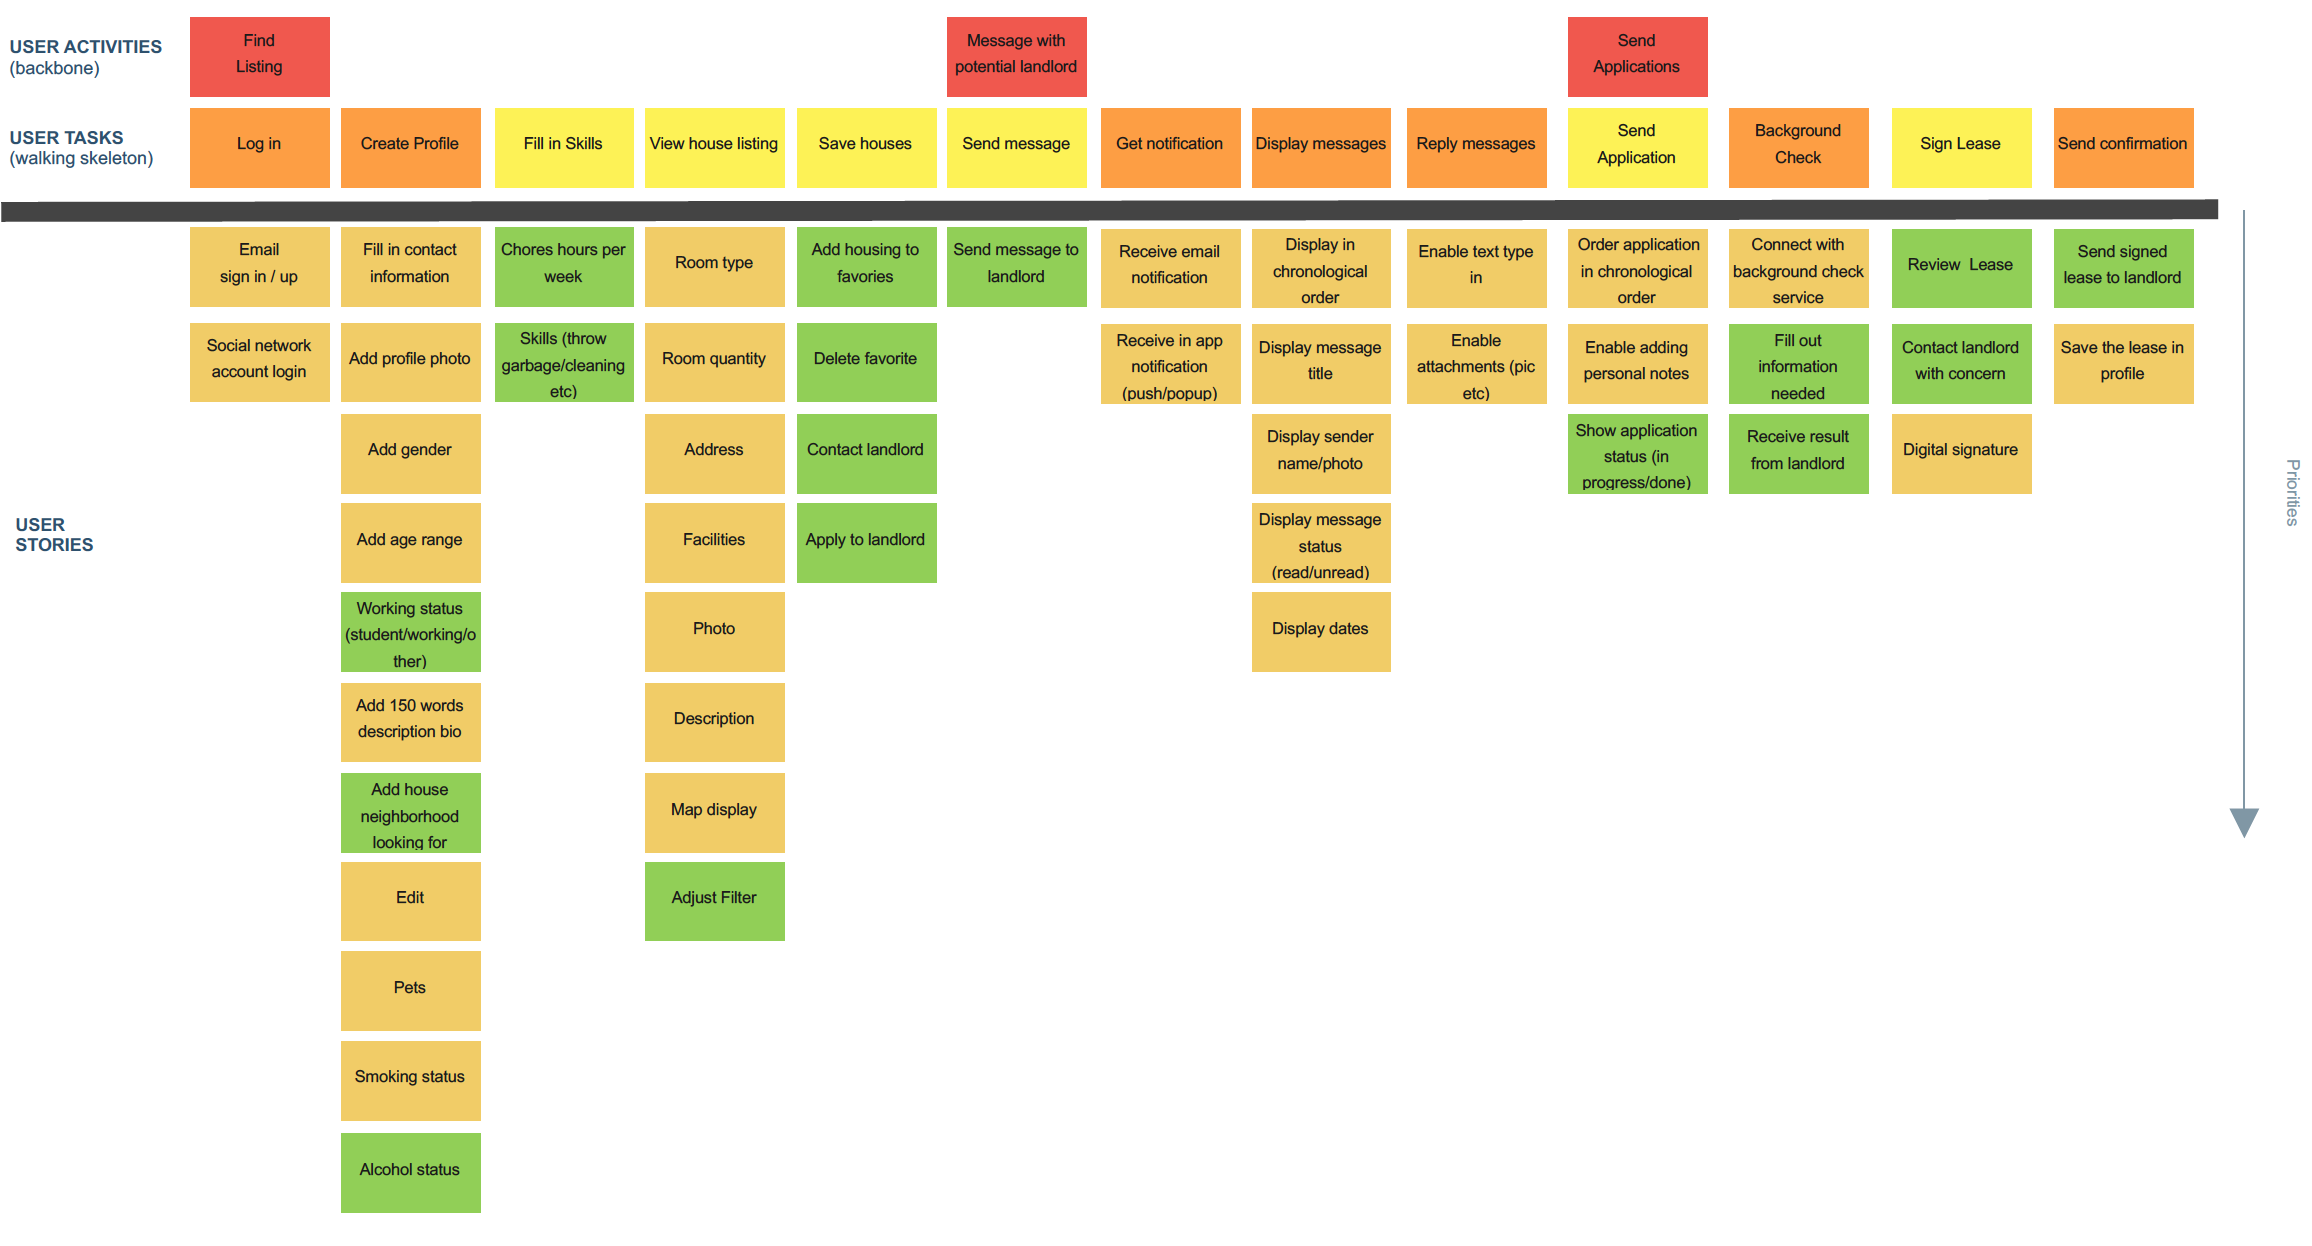 USER ACTIVITIES
(backbone)
Find
Listing
Message with
potential landlord
Send
Applications
USER TASKS
(walking skeleton)
Log in
Create Profile
Fill in Skills
View house listing
Save houses
Send message
Get notification
Display messages
Reply messages
Send
Application
Background
Check
Sign Lease
Send confirmation
USER
STORIES
Email
sign in / up
Social network
account login
Fill in contact
information
Add profile photo
Add gender
Add age range
Working status
(student/working/o
ther)
Add 150 words
description bio
Add house
neighborhood
looking for
Edit
Pets
Smoking status
Alcohol status
Chores hours per
week
Skills (throw
garbage/cleaning
etc)
Room type
Room quantity
Address
Facilities
Photo
Description
Map display
Adjust Filter
Add housing to
favories
Delete favorite
Contact landlord
Apply to landlord
Send message to
landlord
Receive email
notification
Receive in app
notification
(push/popup)
Display in
chronological
order
Display message
title
Display sender
name/photo
Display message
status
(read/unread)
Display dates
Enable text type
in
Enable
attachments (pic
etc)
Order application
in chronological
order
Enable adding
personal notes
Show application
status (in
progress/done)
Connect with
background check
service
Fill out
information
needed
Receive result
from landlord
Review  Lease
Contact landlord
with concern
Digital signature
Send signed
lease to landlord
Save the lease in
profile
Priorities